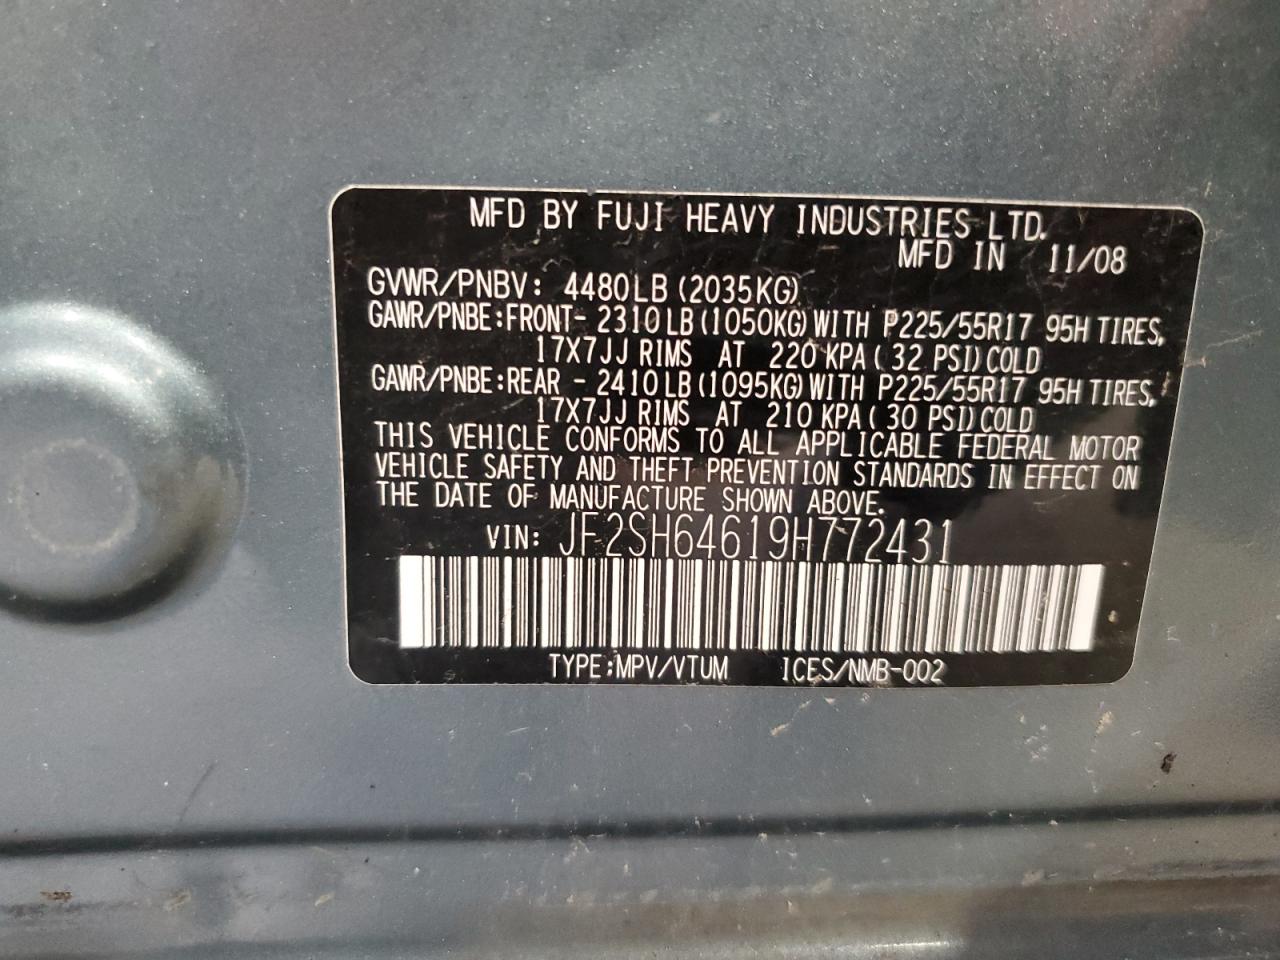 MFD BY FUJI HEAVY INDUSTRIES LTD.
MFD IN 11/08
GVWR/PNBV: 4480LB (2035KG)
GAWR/PNBE:FRONT- 2310LB(1050KG)WITH P225/55R17 95H TIRES,
17X7JJ RIMS AT 220 KPA( 32 PSI)COLD
GAWR/PNBE:REAR - 2410LB(1095KG)WITH P225/55R17 95H TIRES,
17X7JJ RIMS AT 210 KPA( 30 PSI)COLD
THIS VEHICLE CONFORMS TO ALL APPLICABLE FEDERAL MOTOR
VEHICLE SAFETY AND THEFT PREVENTION STANDARDS IN EFFECT ON
THE DATE OF MANUFACTURE SHOWN ABOVE.
VIN: JF2SH64619H772431
TYPE:MPV/VTUM ICES/NMB-002